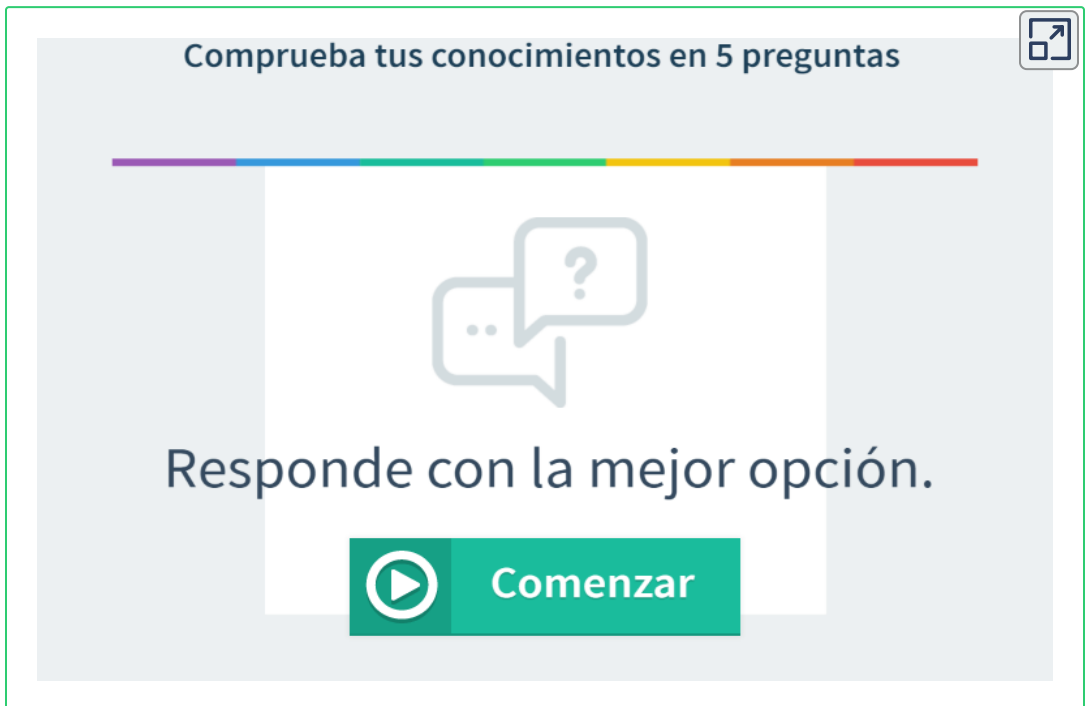 Comprueba tus conocimientos en 5 preguntas
?
Responde con la mejor opción.
Comenzar